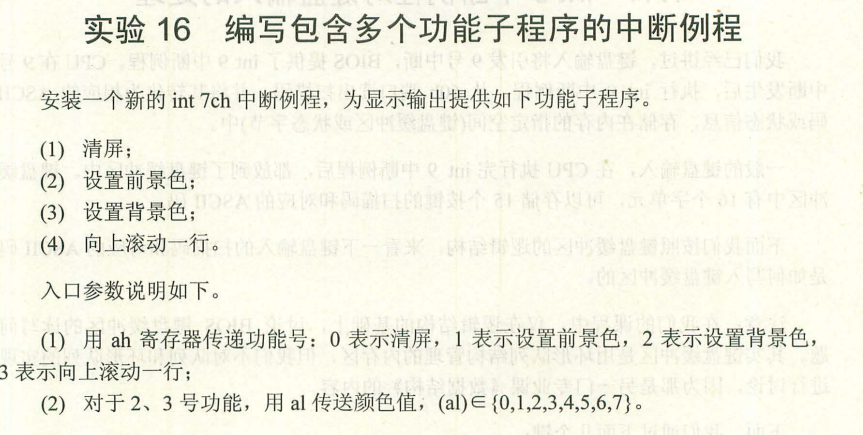 实验 16 编写包含多个功能子程序的中断例程
安装一个新的 int 7ch 中断例程，为显示输出提供如下功能子程序。
(1) 清屏；
(2) 设置前景色；
(3) 设置背景色；
(4) 向上滚动一行。
入口参数说明如下。
(1) 用 ah 寄存器传递功能号：0 表示清屏，1 表示设置前景色，2 表示设置背景色，
3 表示向上滚动一行；
(2) 对于 2、3 号功能，用 al 传送颜色值，(al)∈{0,1,2,3,4,5,6,7}。